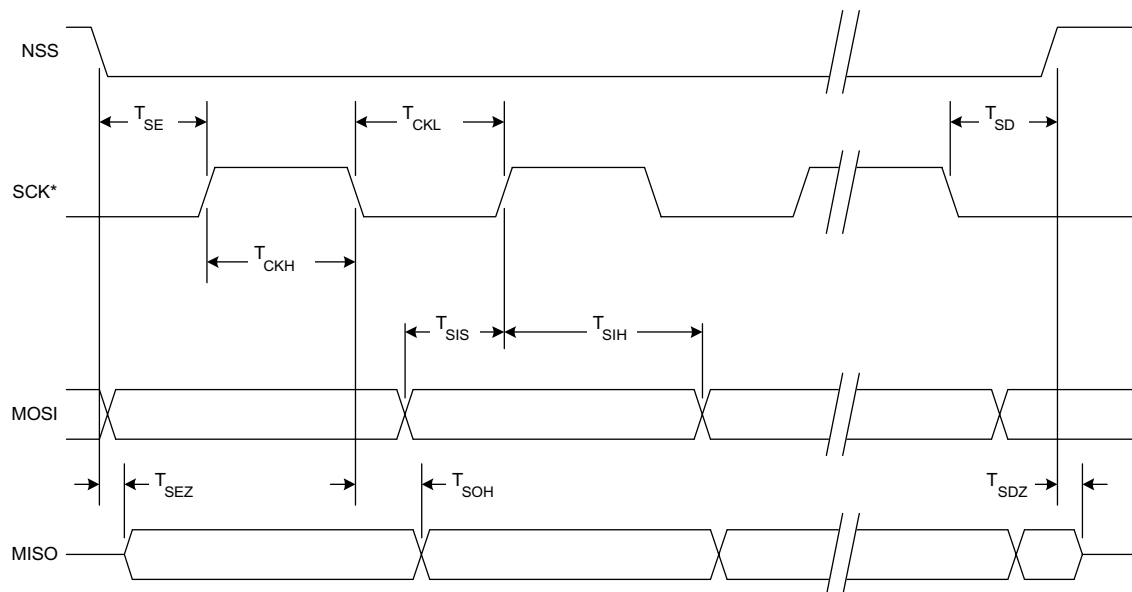 NSS
T_SE
T_CKL
T_SD
SCK*
T_CKH
T_SIS
T_SIH
MOSI
T_SEZ
T_SOH
T_SDZ
MISO